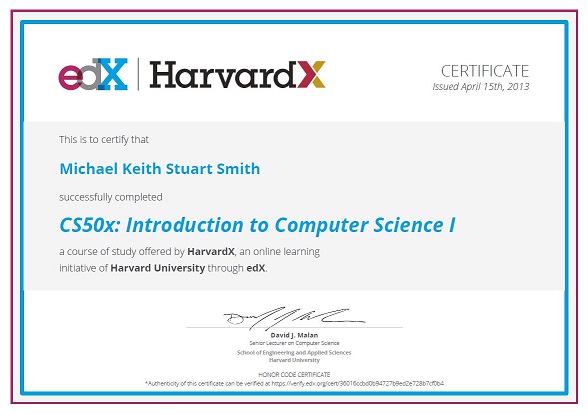 edX HarvardX
CERTIFICATE
Issued April 15th, 2013
This is to certify that
Michael Keith Stuart Smith
successfully completed
CS50x: Introduction to Computer Science I
a course of study offered by HarvardX, an online learning
initiative of Harvard University through edX.
David J. Malan
Senior Lecturer on Computer Science
School of Engineering and Applied Sciences
Harvard University
HONOR CODE CERTIFICATE
*Authenticity of this certificate can be verified at https://verify.edx.org/cert/36016ccbd0b94727b9ed2e728b7cf0b4